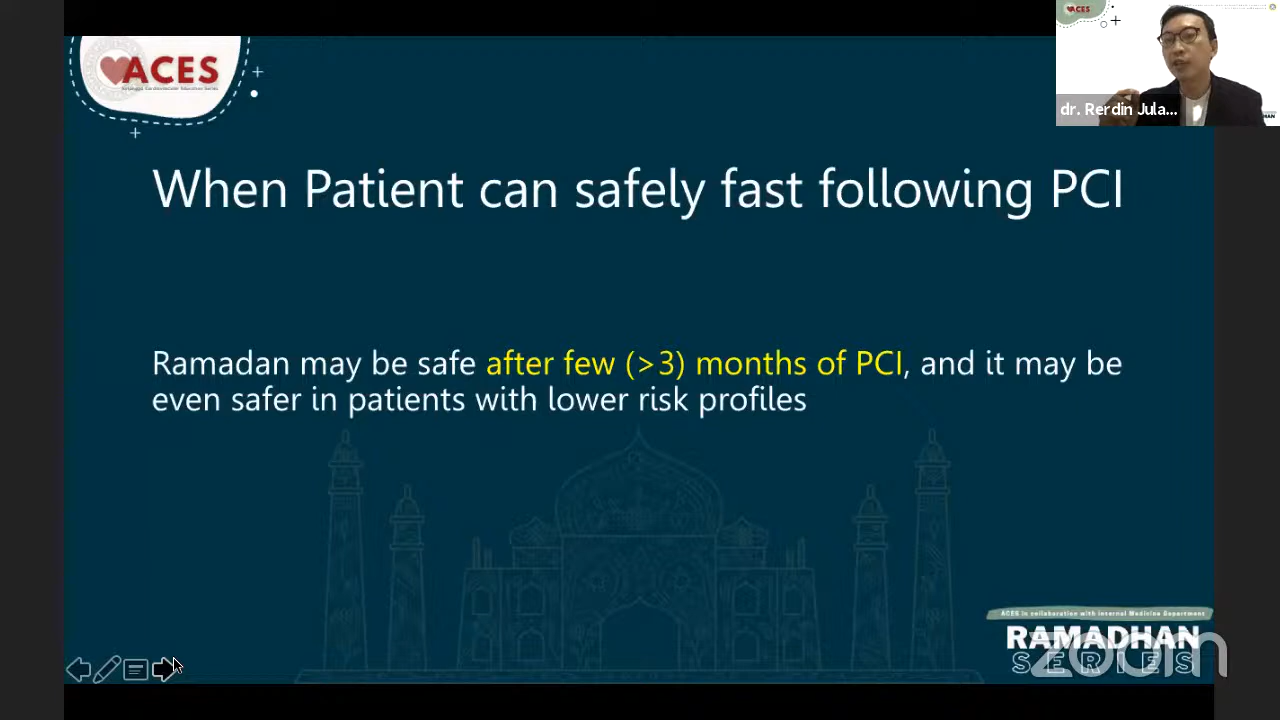 ACES
When Patient can safely fast following PCI
Ramadan may be safe after few (>3) months of PCI, and it may be
even safer in patients with lower risk profiles
dr. Rerdin Jula...
ACES
ACES in collaboration with Internal Medicine Department
RAMADHAN
SERIES
zoom